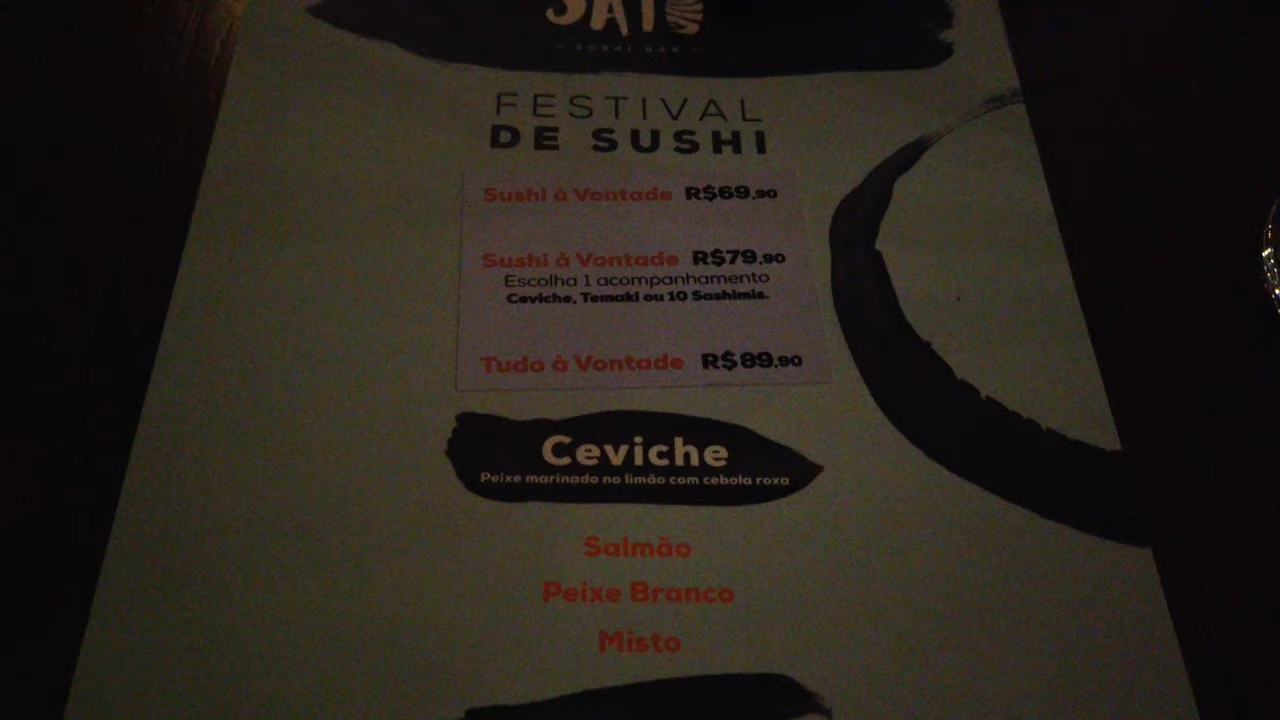 SUSHI BAR
FESTIVAL
DE SUSHI
Sushi à Vontade R$69,90
Sushi à Vontade R$79,90
Escolha 1 acompanhamento
Ceviche, Temaki ou 10 Sashimis.
Tudo à Vontade R$89,90
Ceviche
Peixe marinado no limão com cebola roxa
Salmão
Peixe Branco
Misto